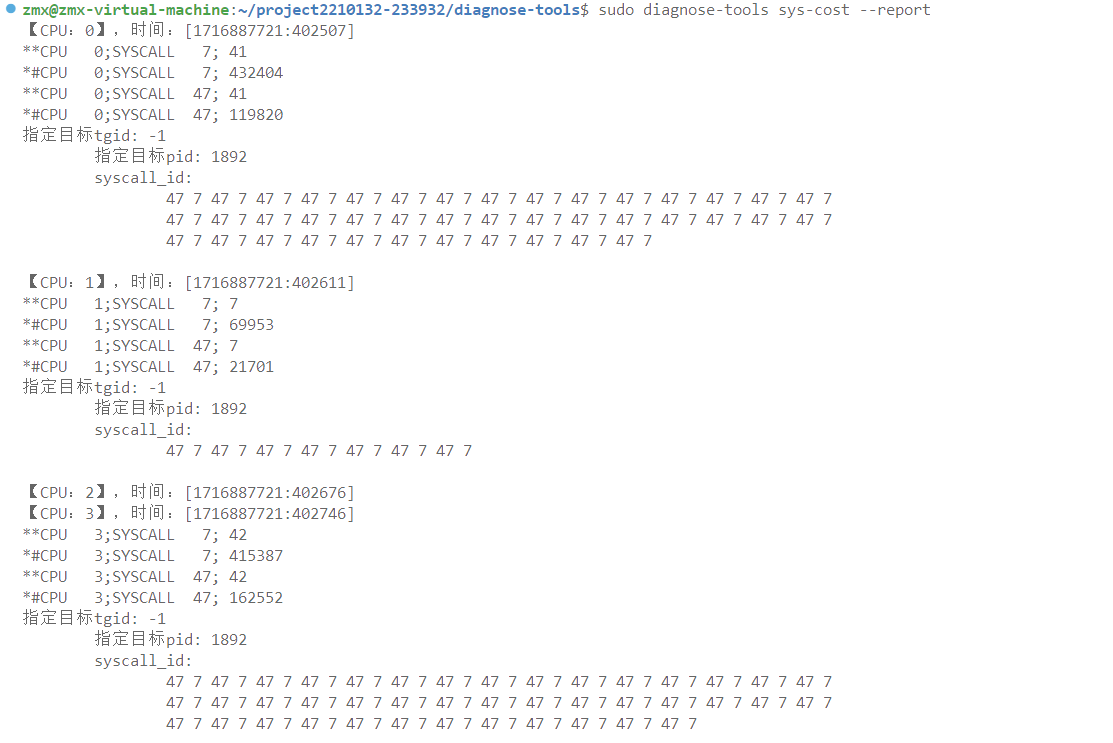 zmx@zmx-virtual-machine:~/project2210132-233932/diagnose-tools$ sudo diagnose-tools sys-cost --report
【CPU：0】，时间：[1716887721:402507]
**CPU   0;SYSCALL   7; 41
*#CPU   0;SYSCALL   7; 432404
**CPU   0;SYSCALL  47; 41
*#CPU   0;SYSCALL  47; 119820
指定目标tgid: -1
        指定目标pid: 1892
        syscall_id:
                47 7 47 7 47 7 47 7 47 7 47 7 47 7 47 7 47 7 47 7 47 7 47 7 47 7 47 7 47 7
                47 7 47 7 47 7 47 7 47 7 47 7 47 7 47 7 47 7 47 7 47 7 47 7 47 7 47 7 47 7
                47 7 47 7 47 7 47 7 47 7 47 7 47 7 47 7 47 7 47 7 47 7
【CPU：1】，时间：[1716887721:402611]
**CPU   1;SYSCALL   7; 7
*#CPU   1;SYSCALL   7; 69953
**CPU   1;SYSCALL  47; 7
*#CPU   1;SYSCALL  47; 21701
指定目标tgid: -1
        指定目标pid: 1892
        syscall_id:
                47 7 47 7 47 7 47 7 47 7 47 7 47 7
【CPU：2】，时间：[1716887721:402676]
【CPU：3】，时间：[1716887721:402746]
**CPU   3;SYSCALL   7; 42
*#CPU   3;SYSCALL   7; 415387
**CPU   3;SYSCALL  47; 42
*#CPU   3;SYSCALL  47; 162552
指定目标tgid: -1
        指定目标pid: 1892
        syscall_id:
                47 7 47 7 47 7 47 7 47 7 47 7 47 7 47 7 47 7 47 7 47 7 47 7 47 7 47 7 47 7
                47 7 47 7 47 7 47 7 47 7 47 7 47 7 47 7 47 7 47 7 47 7 47 7 47 7 47 7 47 7
                47 7 47 7 47 7 47 7 47 7 47 7 47 7 47 7 47 7 47 7 47 7 47 7